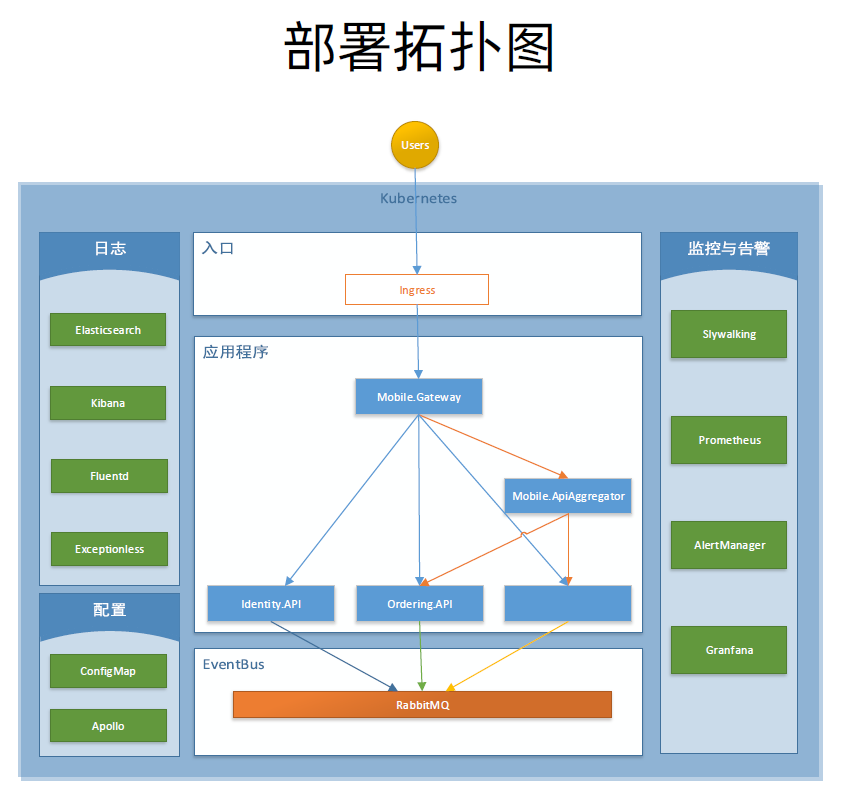 部署拓扑图
Users
Kubernetes
日志
Elasticsearch
Kibana
Fluentd
Exceptionless
配置
ConfigMap
Apollo
入口
Ingress
应用程序
Mobile.Gateway
Mobile.ApiAggregator
Identity.API
Ordering.API
EventBus
RabbitMQ
监控与告警
Slywalking
Prometheus
AlertManager
Granfana